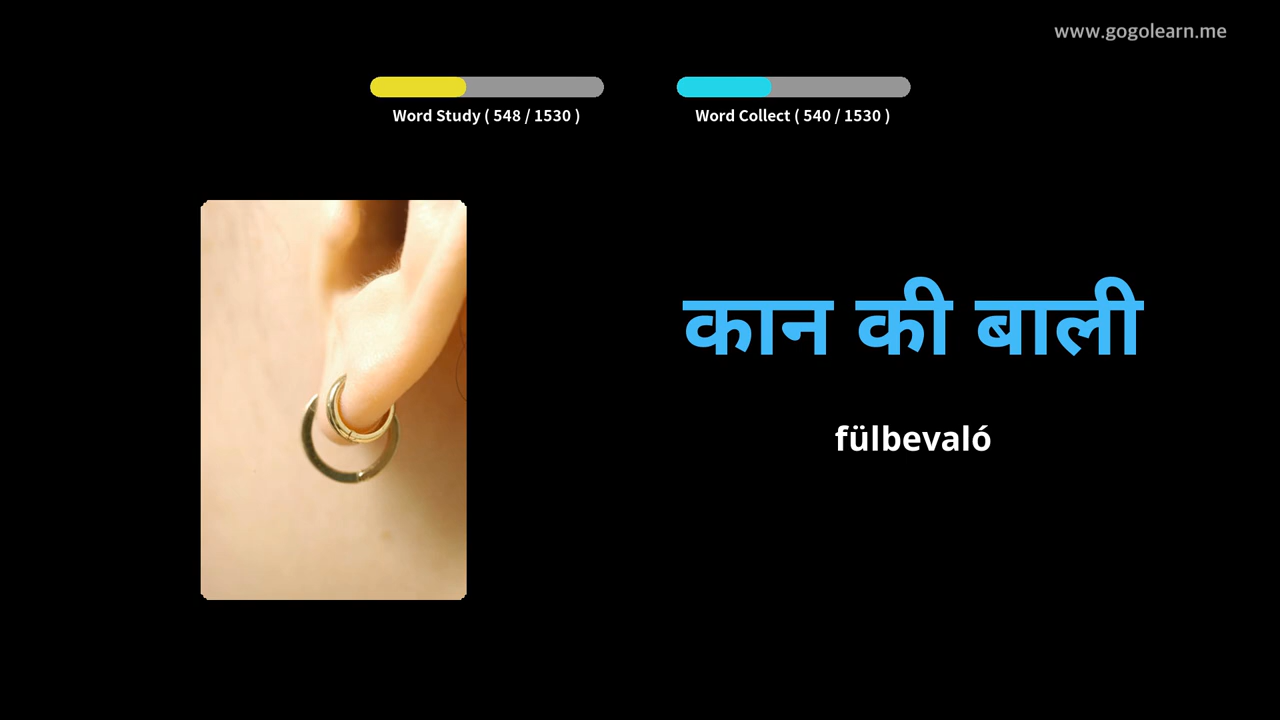 www.gogolearn.me
Word Study ( 548 / 1530 )
Word Collect ( 540 / 1530 )
कान की बाली
fülbevaló